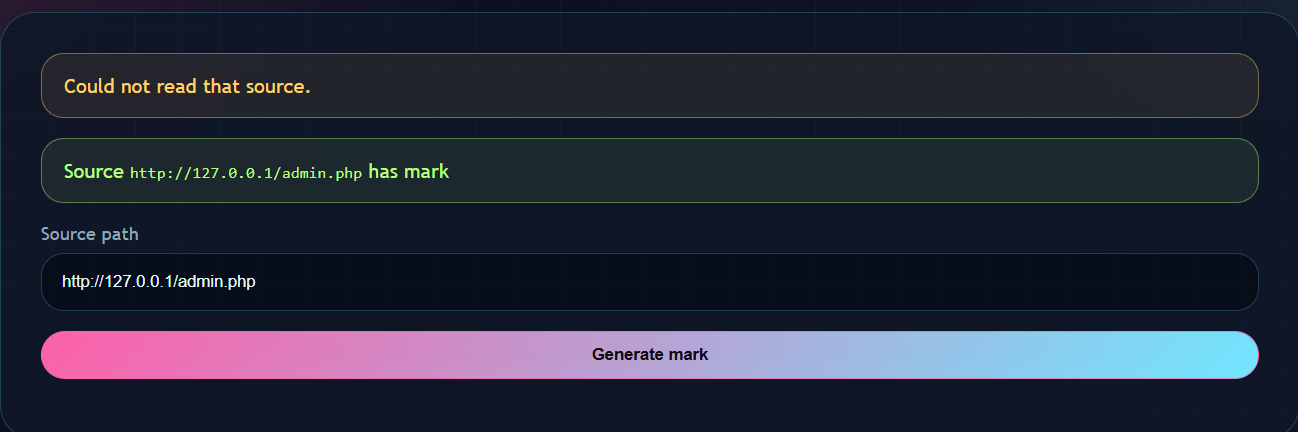 Could not read that source.
Source http://127.0.0.1/admin.php has mark
Source path
http://127.0.0.1/admin.php
Generate mark